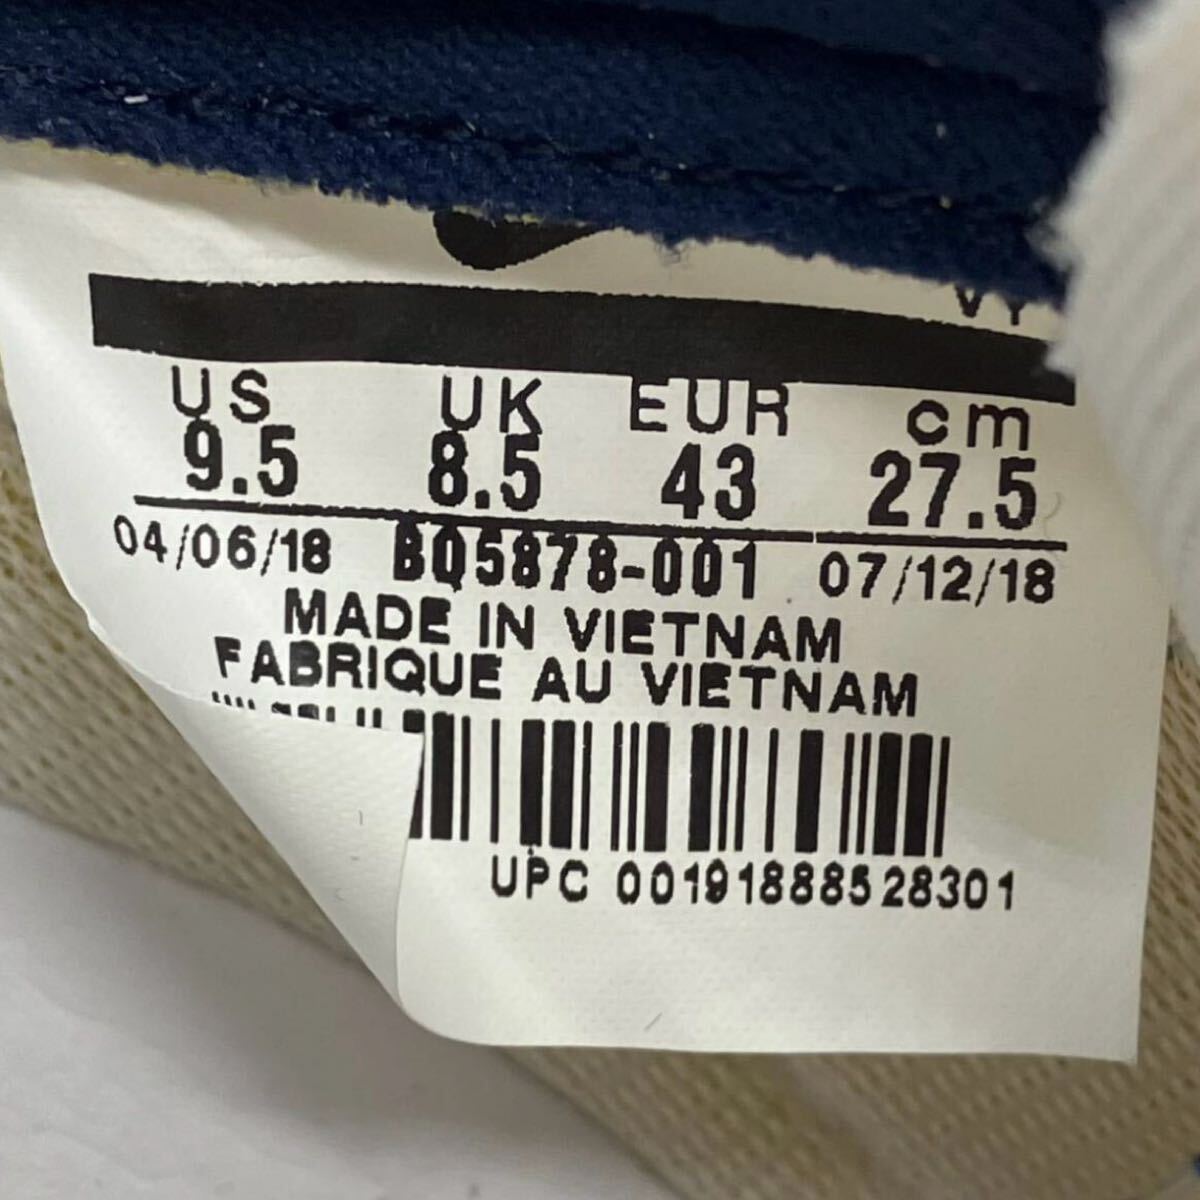 VY
US UK EUR cm
9.5 8.5 43 27.5
04/06/18 BQ5878-001 07/12/18
MADE IN VIETNAM
FABRIQUE AU VIETNAM
UPC 00191888528301